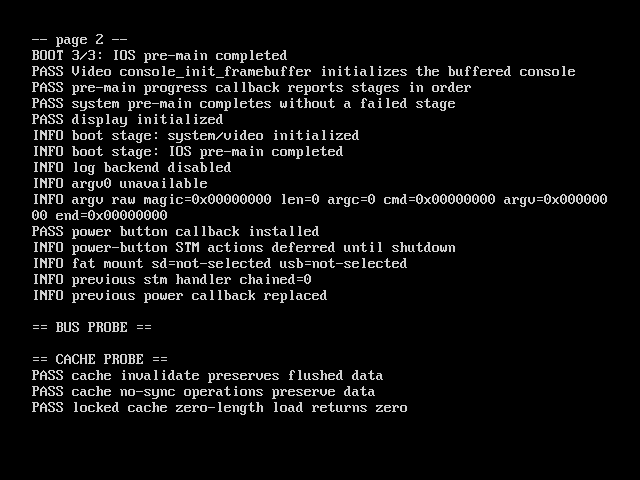 -- page 2 --
BOOT 3/3: IOS pre-main completed
PASS Video console_init_framebuffer initializes the buffered console
PASS pre-main progress callback reports stages in order
PASS system pre-main completes without a failed stage
PASS display initialized
INFO boot stage: system/video initialized
INFO boot stage: IOS pre-main completed
INFO log backend disabled
INFO argv0 unavailable
INFO argv raw magic=0x00000000 len=0 argc=0 cmd=0x00000000 argv=0x000000
00 end=0x00000000
PASS power button callback installed
INFO power-button STM actions deferred until shutdown
INFO fat mount sd=not-selected usb=not-selected
INFO previous stm handler chained=0
INFO previous power callback replaced
== BUS PROBE ==
== CACHE PROBE ==
PASS cache invalidate preserves flushed data
PASS cache no-sync operations preserve data
PASS locked cache zero-length load returns zero